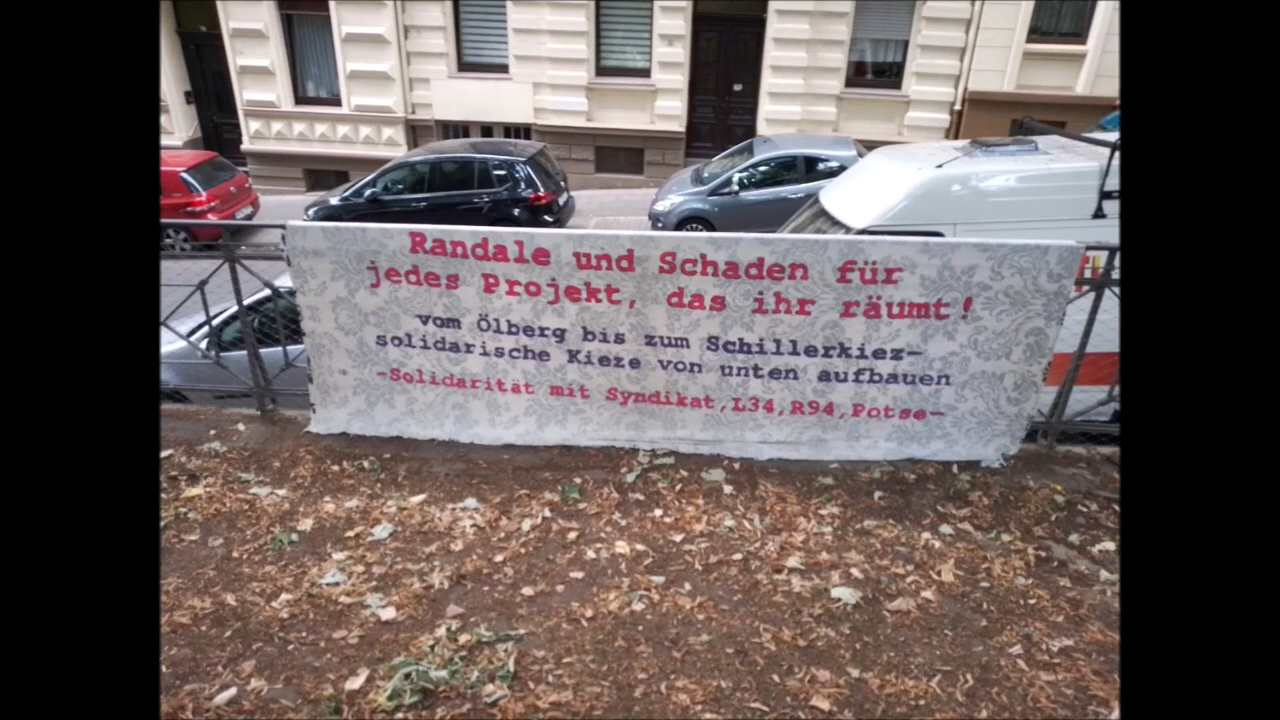 Randale und Schaden für
jedes Projekt, das ihr räumt!
vom Ölberg bis zum Schillerkiez-
solidarische Kieze von unten aufbauen
-Solidarität mit Syndikat,L34,R94,Potse-